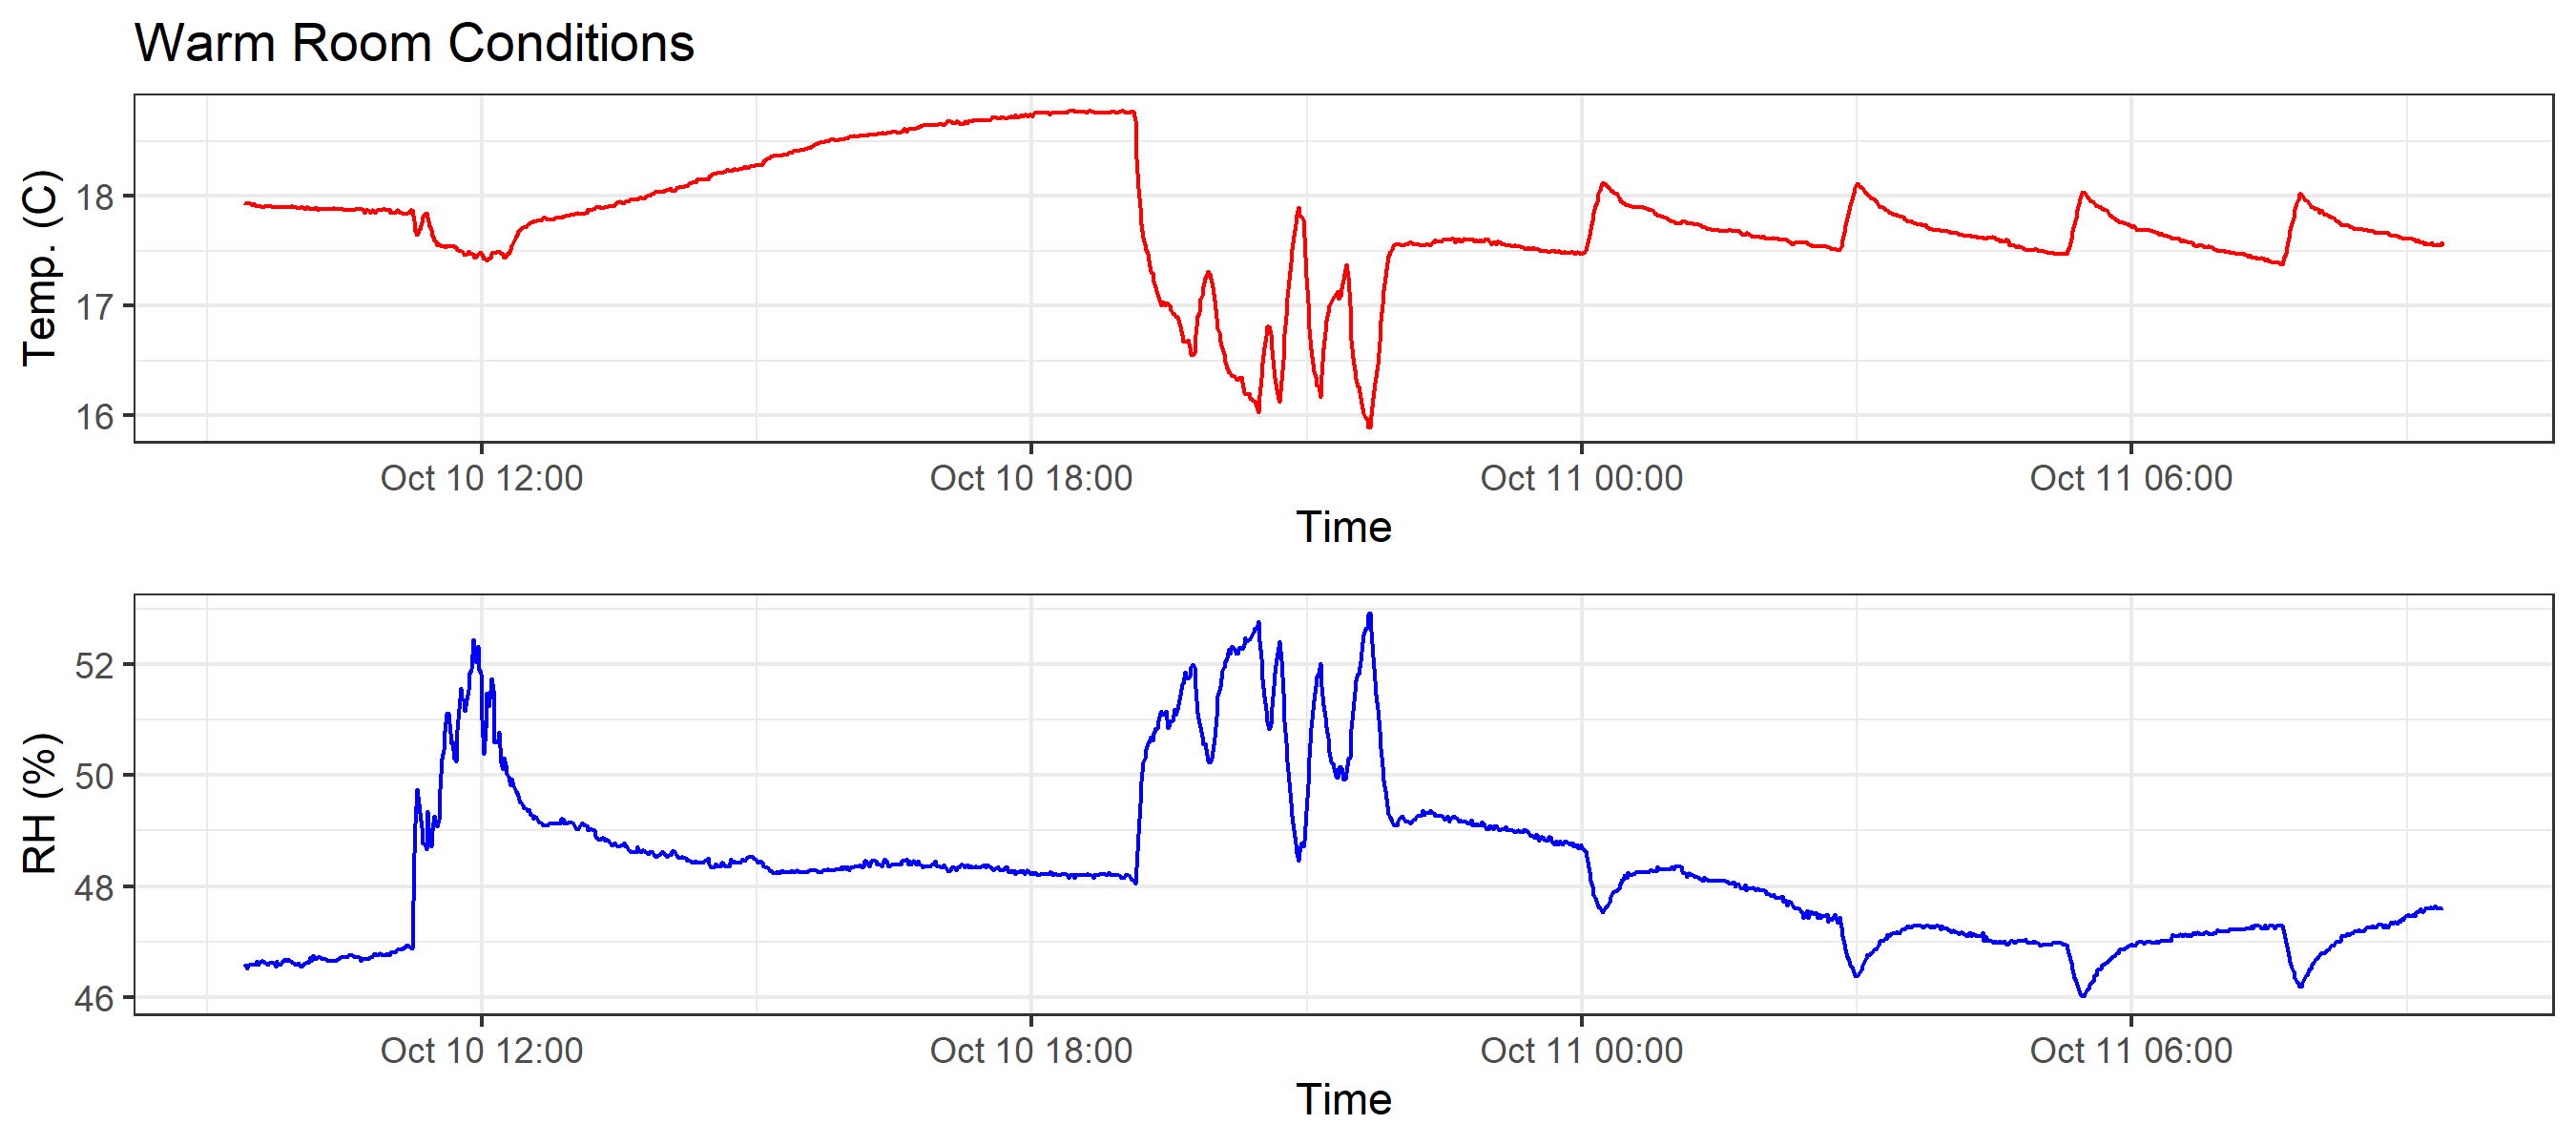 Warm Room Conditions
Temp. (C)
18
17
16
Oct 10 12:00 Oct 10 18:00 Oct 11 00:00 Oct 11 06:00
Time
RH (%)
52
50
48
46
Oct 10 12:00 Oct 10 18:00 Oct 11 00:00 Oct 11 06:00
Time